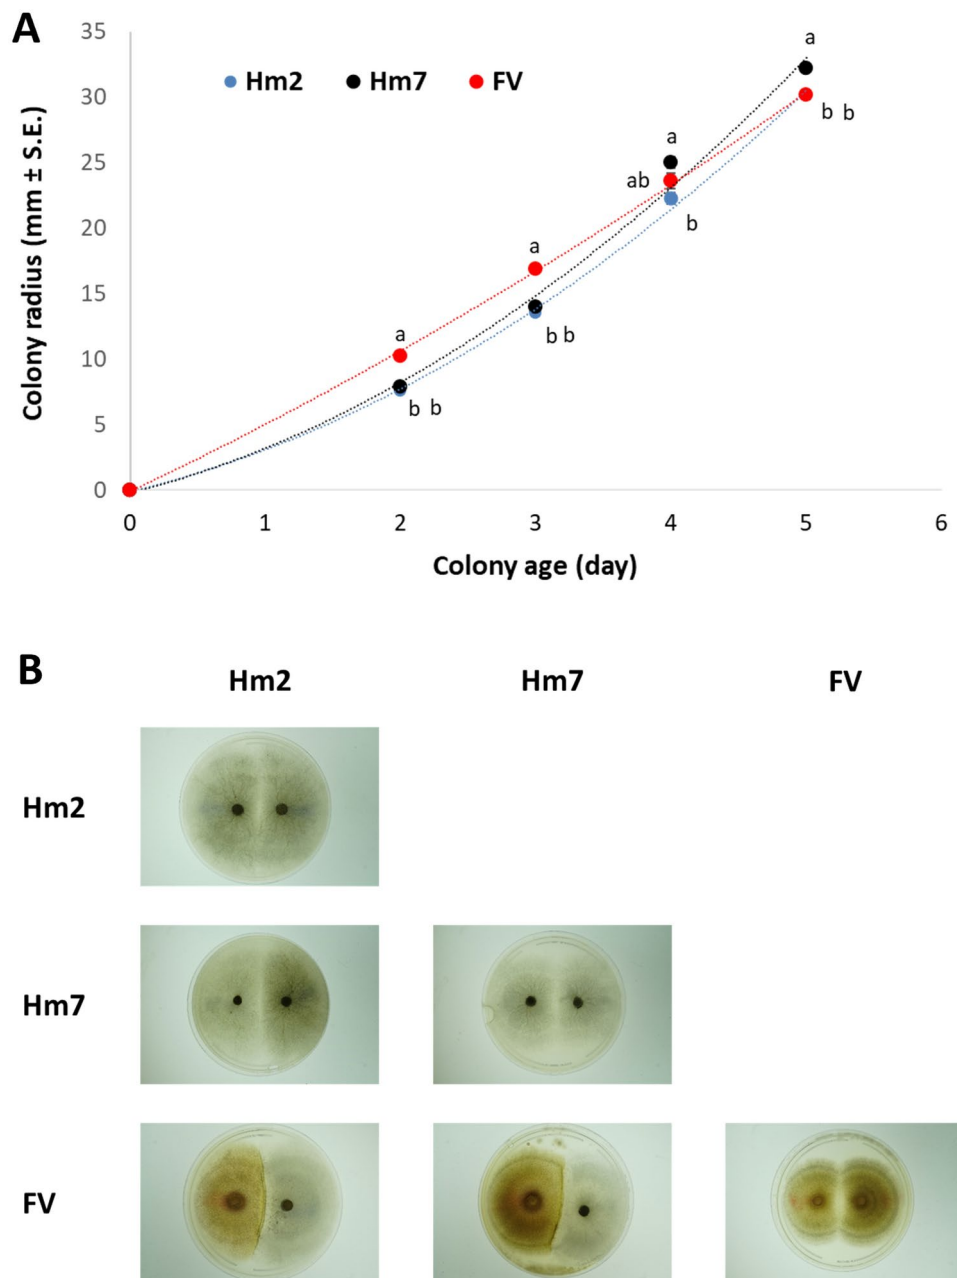 A
35
30
25
20
15
10
5
0
Colony radius (mm ± S.E.)
Hm2 Hm7 FV
a
b b
a
b b
a
ab
b
a
b b
0 1 2 3 4 5 6
Colony age (day)
B
Hm2 Hm7 FV
Hm2
Hm7
FV